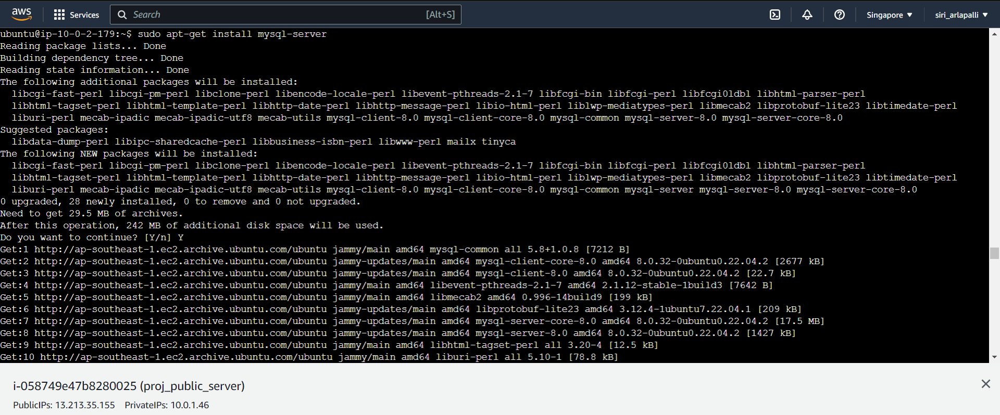 aws Services Search [Alt+S] Singapore ▼ siri_arlapalli ▼
ubuntu@ip-10-0-2-179:~$ sudo apt-get install mysql-server
Reading package lists... Done
Building dependency tree... Done
Reading state information... Done
The following additional packages will be installed:
  libcgi-fast-perl libcgi-pm-perl libclone-perl libencode-locale-perl libevent-pthreads-2.1-7 libfcgi-bin libfcgi-perl libfcgi0ldbl libhtml-parser-perl
  libhtml-tagset-perl libhtml-template-perl libhttp-date-perl libhttp-message-perl libio-html-perl liblwp-mediatypes-perl libmecab2 libprotobuf-lite23 libtimedate-perl
  liburi-perl mecab-ipadic mecab-ipadic-utf8 mecab-utils mysql-client-8.0 mysql-client-core-8.0 mysql-common mysql-server-8.0 mysql-server-core-8.0
Suggested packages:
  libdata-dump-perl libipc-sharedcache-perl libbusiness-isbn-perl libwww-perl mailx tinyca
The following NEW packages will be installed:
  libcgi-fast-perl libcgi-pm-perl libclone-perl libencode-locale-perl libevent-pthreads-2.1-7 libfcgi-bin libfcgi-perl libfcgi0ldbl libhtml-parser-perl
  libhtml-tagset-perl libhtml-template-perl libhttp-date-perl libhttp-message-perl libio-html-perl liblwp-mediatypes-perl libmecab2 libprotobuf-lite23 libtimedate-perl
  liburi-perl mecab-ipadic mecab-ipadic-utf8 mecab-utils mysql-client-8.0 mysql-client-core-8.0 mysql-common mysql-server mysql-server-8.0 mysql-server-core-8.0
0 upgraded, 28 newly installed, 0 to remove and 0 not upgraded.
Need to get 29.5 MB of archives.
After this operation, 242 MB of additional disk space will be used.
Do you want to continue? [Y/n] Y
Get:1 http://ap-southeast-1.ec2.archive.ubuntu.com/ubuntu jammy/main amd64 mysql-common all 5.8+1.0.8 [7212 B]
Get:2 http://ap-southeast-1.ec2.archive.ubuntu.com/ubuntu jammy-updates/main amd64 mysql-client-core-8.0 amd64 8.0.32-0ubuntu0.22.04.2 [2677 kB]
Get:3 http://ap-southeast-1.ec2.archive.ubuntu.com/ubuntu jammy-updates/main amd64 mysql-client-8.0 amd64 8.0.32-0ubuntu0.22.04.2 [22.7 kB]
Get:4 http://ap-southeast-1.ec2.archive.ubuntu.com/ubuntu jammy/main amd64 libevent-pthreads-2.1-7 amd64 2.1.12-stable-1build3 [7642 B]
Get:5 http://ap-southeast-1.ec2.archive.ubuntu.com/ubuntu jammy/main amd64 libmecab2 amd64 0.996-14build9 [199 kB]
Get:6 http://ap-southeast-1.ec2.archive.ubuntu.com/ubuntu jammy-updates/main amd64 libprotobuf-lite23 amd64 3.12.4-1ubuntu7.22.04.1 [209 kB]
Get:7 http://ap-southeast-1.ec2.archive.ubuntu.com/ubuntu jammy-updates/main amd64 mysql-server-core-8.0 amd64 8.0.32-0ubuntu0.22.04.2 [17.5 MB]
Get:8 http://ap-southeast-1.ec2.archive.ubuntu.com/ubuntu jammy-updates/main amd64 mysql-server-8.0 amd64 8.0.32-0ubuntu0.22.04.2 [1427 kB]
Get:9 http://ap-southeast-1.ec2.archive.ubuntu.com/ubuntu jammy/main amd64 libhtml-tagset-perl all 3.20-4 [12.5 kB]
Get:10 http://ap-southeast-1.ec2.archive.ubuntu.com/ubuntu jammy/main amd64 liburi-perl all 5.10-1 [78.8 kB]
i-058749e47b8280025 (proj_public_server)
PublicIPs: 13.213.35.155 PrivateIPs: 10.0.1.46